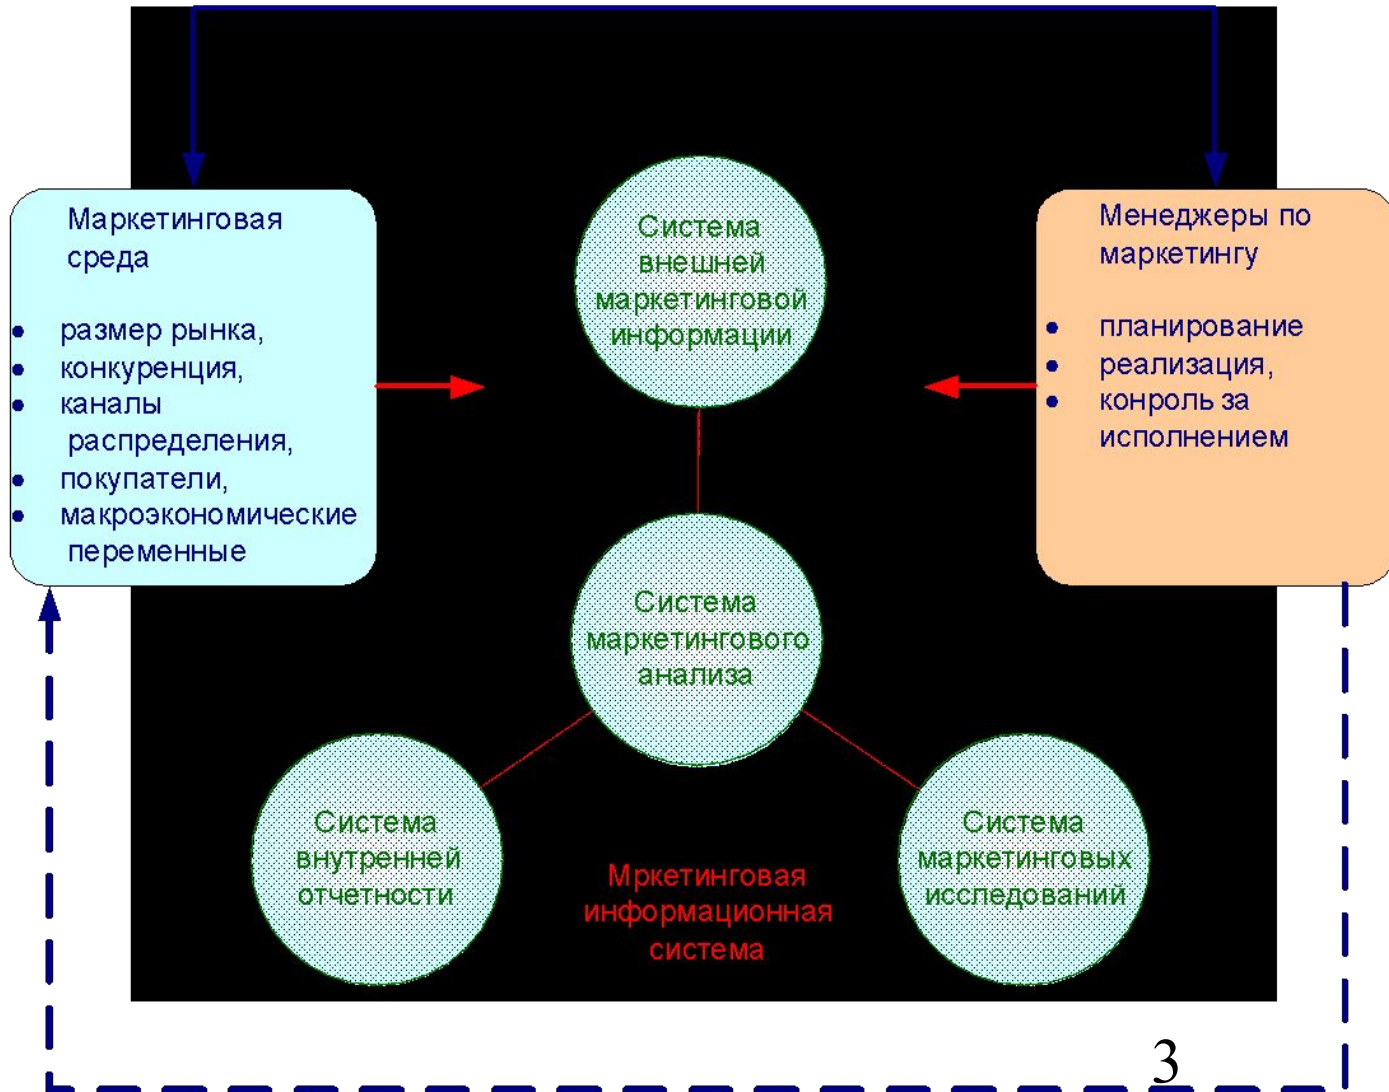 Маркетинговая
среда
• размер рынка,
• конкуренция,
• каналы
распределения,
• покупатели,
• макроэкономические
переменные
Система
внешней
маркетинговой
информации
Менеджеры по
маркетингу
• планирование
• реализация,
• конроль за
исполнением
Система
маркетингового
анализа
Система
внутренней
отчетности
Мркетинговая
информационная
система
Система
маркетинговых
исследований
3